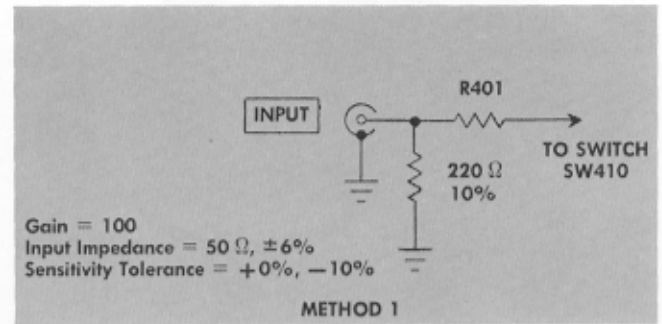 R401
INPUT
TO SWITCH
SW410
220 Ω
10%
Gain = 100
Input Impedance = 50 Ω, ±6%
Sensitivity Tolerance = +0%, −10%
METHOD 1